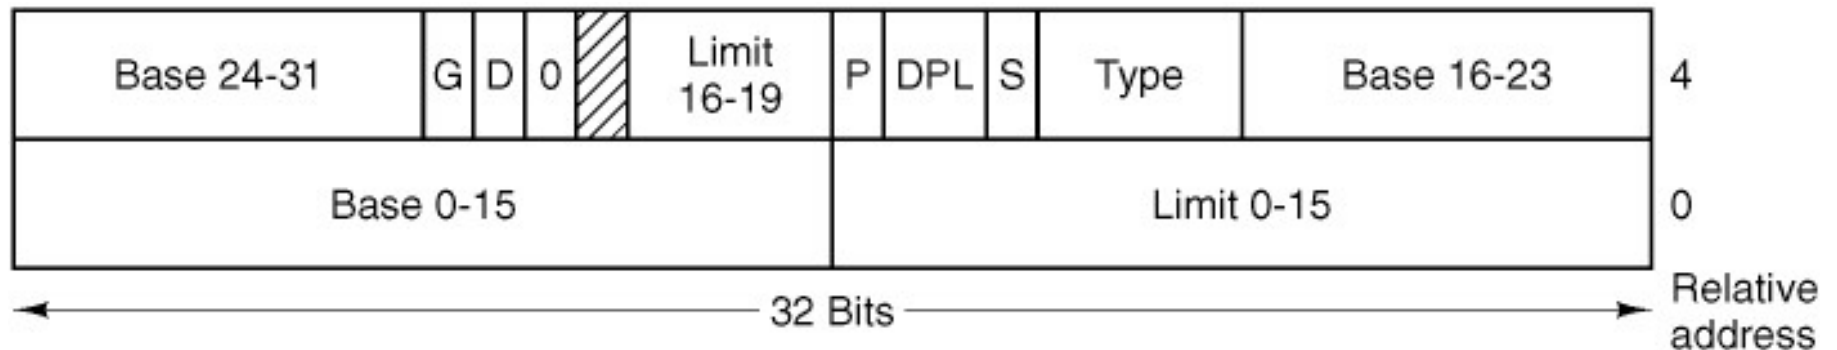 Base 24-31 G D 0 Limit 16-19 P DPL S Type Base 16-23 4
Base 0-15 Limit 0-15 0
32 Bits
Relative
address